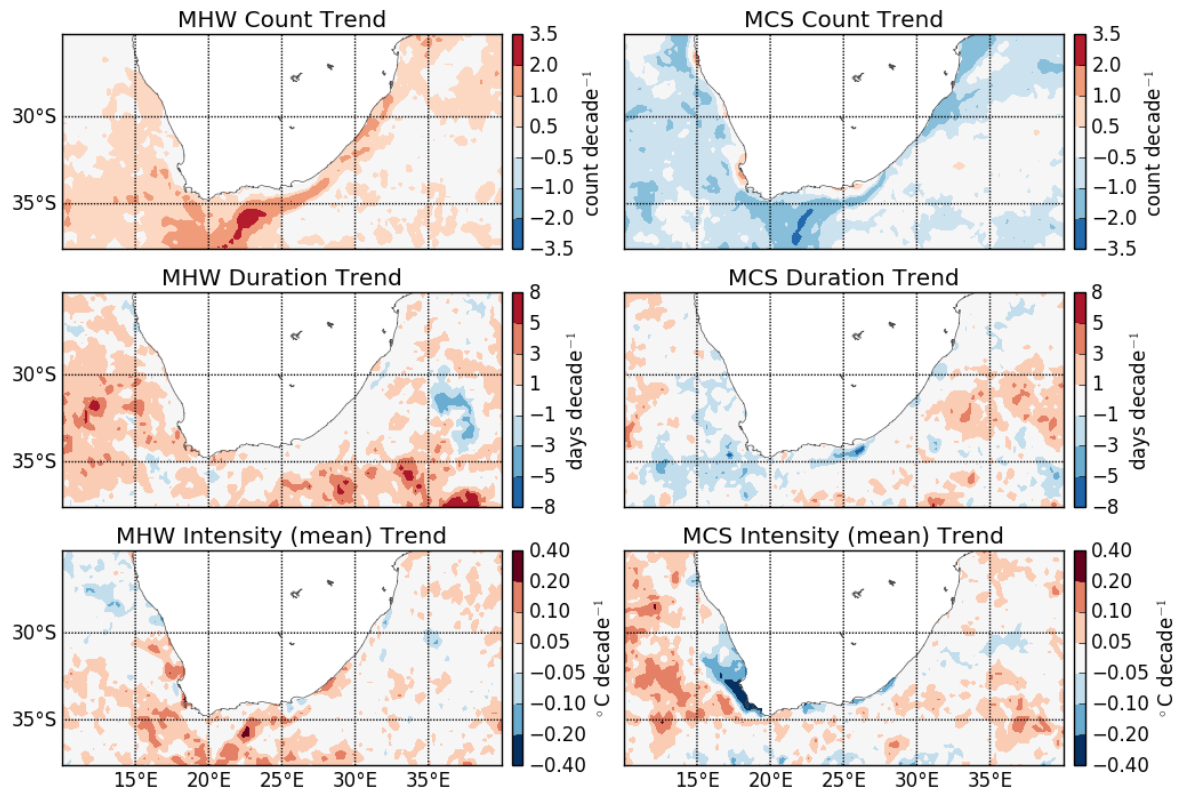 MHW Count Trend
MCS Count Trend
30°S
35°S
3.5
2.0
1.0
0.5
−0.5
−1.0
−2.0
−3.5
count decade⁻¹
3.5
2.0
1.0
0.5
−0.5
−1.0
−2.0
−3.5
count decade⁻¹
MHW Duration Trend
MCS Duration Trend
30°S
35°S
8
5
3
1
−1
−3
−5
−8
days decade⁻¹
8
5
3
1
−1
−3
−5
−8
days decade⁻¹
MHW Intensity (mean) Trend
MCS Intensity (mean) Trend
30°S
35°S
0.40
0.20
0.10
0.05
−0.05
−0.10
−0.20
−0.40
°C decade⁻¹
0.40
0.20
0.10
0.05
−0.05
−0.10
−0.20
−0.40
°C decade⁻¹
15°E 20°E 25°E 30°E 35°E
15°E 20°E 25°E 30°E 35°E